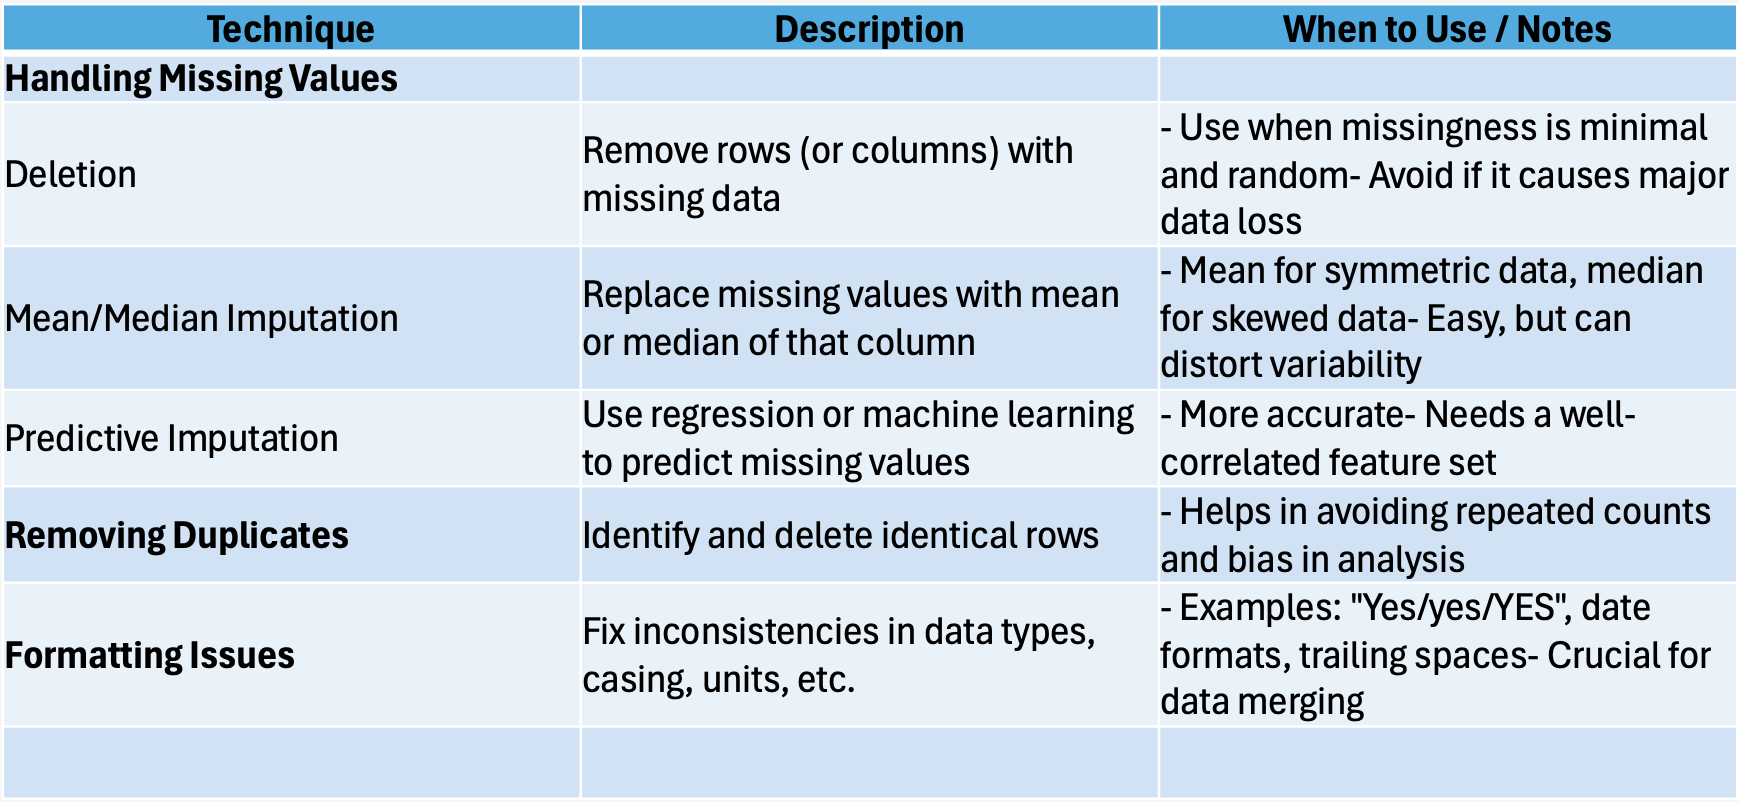 Technique
Description
When to Use / Notes
Handling Missing Values
Deletion
Remove rows (or columns) with
missing data
- Use when missingness is minimal
and random- Avoid if it causes major
data loss
Mean/Median Imputation
Replace missing values with mean
or median of that column
- Mean for symmetric data, median
for skewed data- Easy, but can
distort variability
Predictive Imputation
Use regression or machine learning
to predict missing values
- More accurate- Needs a well-
correlated feature set
Removing Duplicates
Identify and delete identical rows
- Helps in avoiding repeated counts
and bias in analysis
Formatting Issues
Fix inconsistencies in data types,
casing, units, etc.
- Examples: "Yes/yes/YES", date
formats, trailing spaces- Crucial for
data merging